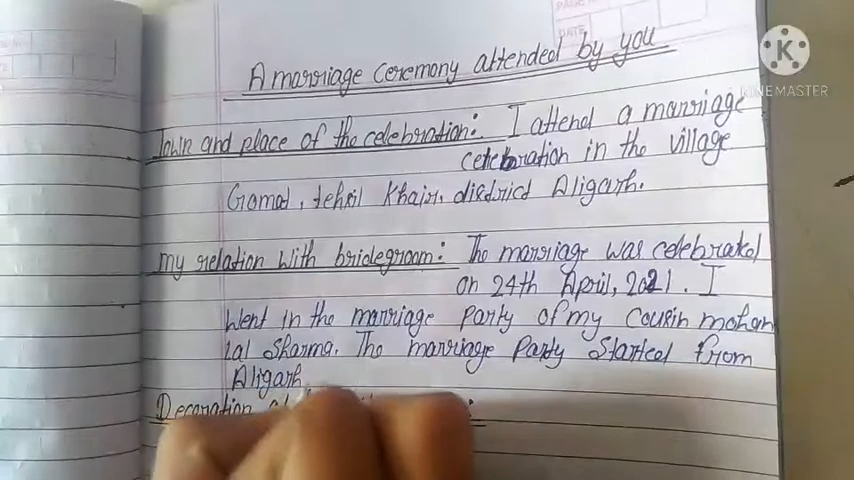 PAGE
DATE
KINEMASTER
A marriage ceremony attended by you
Town and place of the celebration: I attend a marriage
celebration in the village
Gomat, tehsil Khair, district Aligarh.
my relation with bridegroom: The marriage was celebrated
on 24th April, 2021. I
Went in the marriage party of my cousin mohan
lal Sharma. The marriage Party Started from
Aligarh.
Decoration